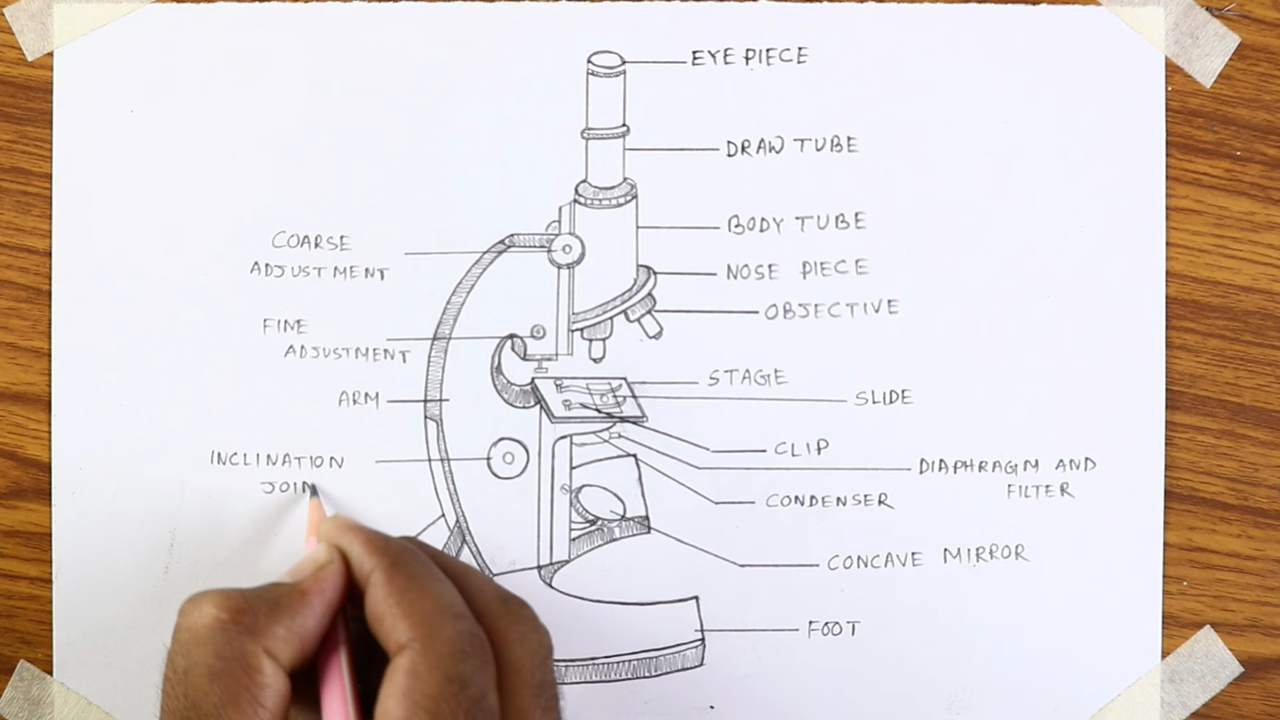 EYE PIECE
DRAW TUBE
BODY TUBE
NOSE PIECE
OBJECTIVE
STAGE
SLIDE
CLIP
DIAPHRAGM AND
FILTER
CONDENSER
CONCAVE MIRROR
FOOT
COARSE
ADJUSTMENT
FINE
ADJUSTMENT
ARM
INCLINATION
JOIN